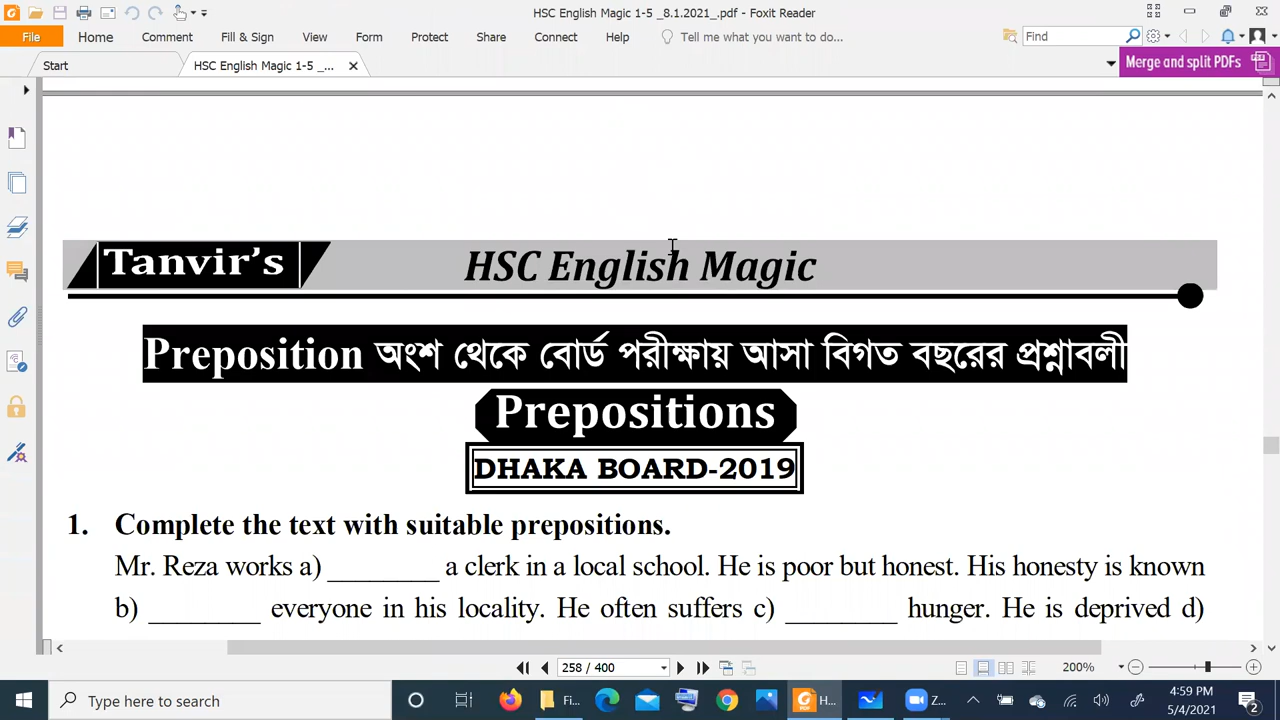 HSC English Magic 1-5 _8.1.2021_.pdf - Foxit Reader
File Home Comment Fill & Sign View Form Protect Share Connect Help Tell me what you want to do... Find
Start HSC English Magic 1-5 _... Merge and split PDFs
Tanvir's HSC English Magic
Preposition অংশ থেকে বোর্ড পরীক্ষায় আসা বিগত বছরের প্রশ্নাবলী
Prepositions
DHAKA BOARD-2019
1. Complete the text with suitable prepositions.
Mr. Reza works a) ________ a clerk in a local school. He is poor but honest. His honesty is known
b) ________ everyone in his locality. He often suffers c) ________ hunger. He is deprived d)
258 / 400 200%
Type here to search Fi... H... Z... 4:59 PM
5/4/2021 2